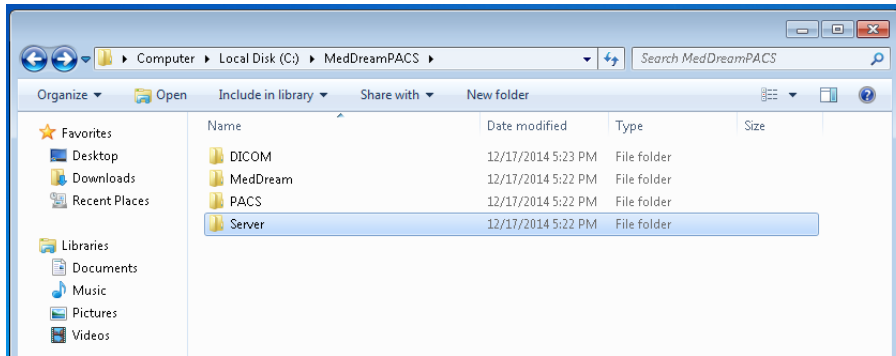 Computer ▸ Local Disk (C:) ▸ MedDreamPACS ▸
Search MedDreamPACS
Organize ▾ Open Include in library ▾ Share with ▾ New folder
Favorites
Desktop
Downloads
Recent Places
Libraries
Documents
Music
Pictures
Videos
Name Date modified Type Size
DICOM 12/17/2014 5:23 PM File folder
MedDream 12/17/2014 5:22 PM File folder
PACS 12/17/2014 5:22 PM File folder
Server 12/17/2014 5:22 PM File folder